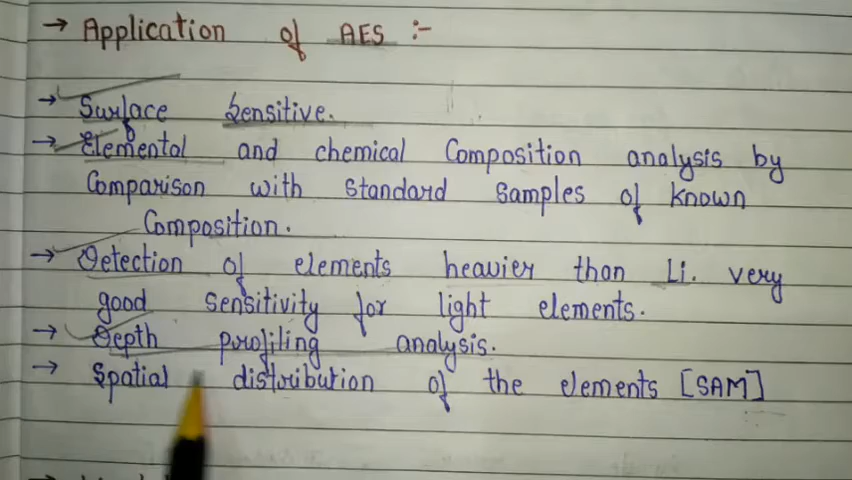 → Application of AES :-
→ Surface Sensitive.
→ Elemental and chemical Composition analysis by
Comparison with standard samples of known
Composition.
→ Detection of elements heavier than Li. very
good sensitivity for light elements.
→ Depth profiling analysis.
→ Spatial distribution of the elements [SAM]